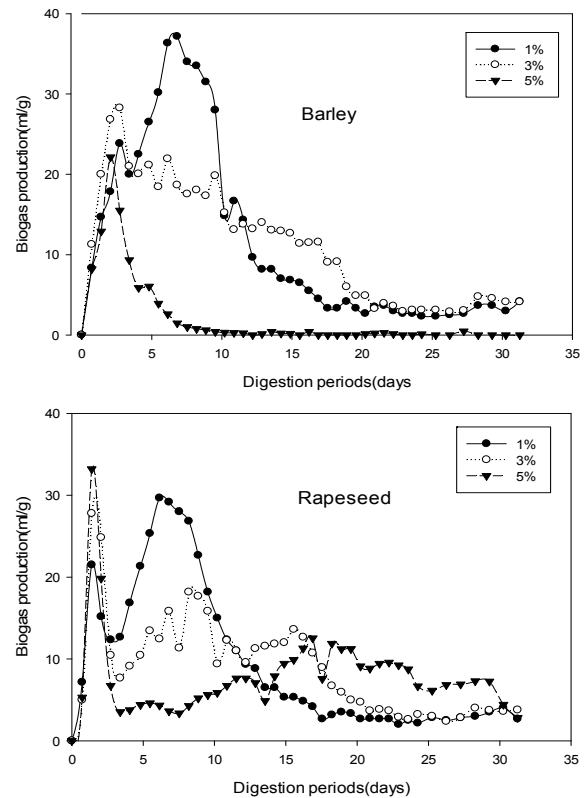 40
30
20
10
0
Biogas production(ml/g)
1%
3%
5%
Barley
0 5 10 15 20 25 30 35
Digestion periods(days
40
30
20
10
0
Biogas production(ml/g)
1%
3%
5%
Rapeseed
0 5 10 15 20 25 30 35
Digestion periods(days)